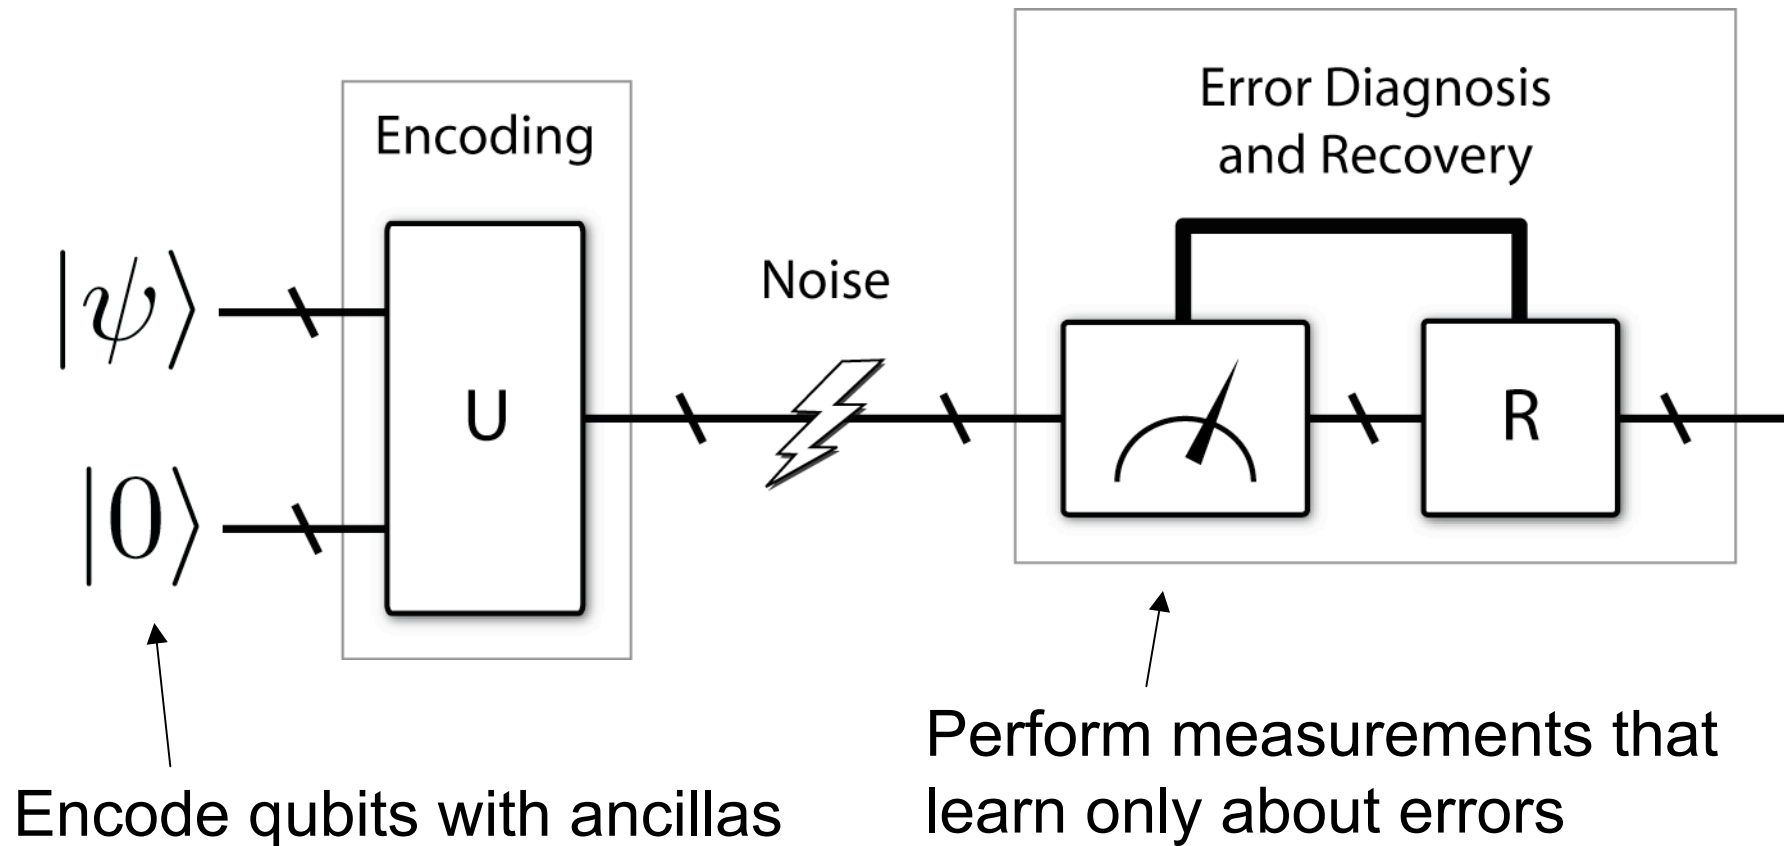 Error Diagnosis
and Recovery
Encoding
Noise
|ψ⟩
U
R
|0⟩
Perform measurements that
learn only about errors
Encode qubits with ancillas